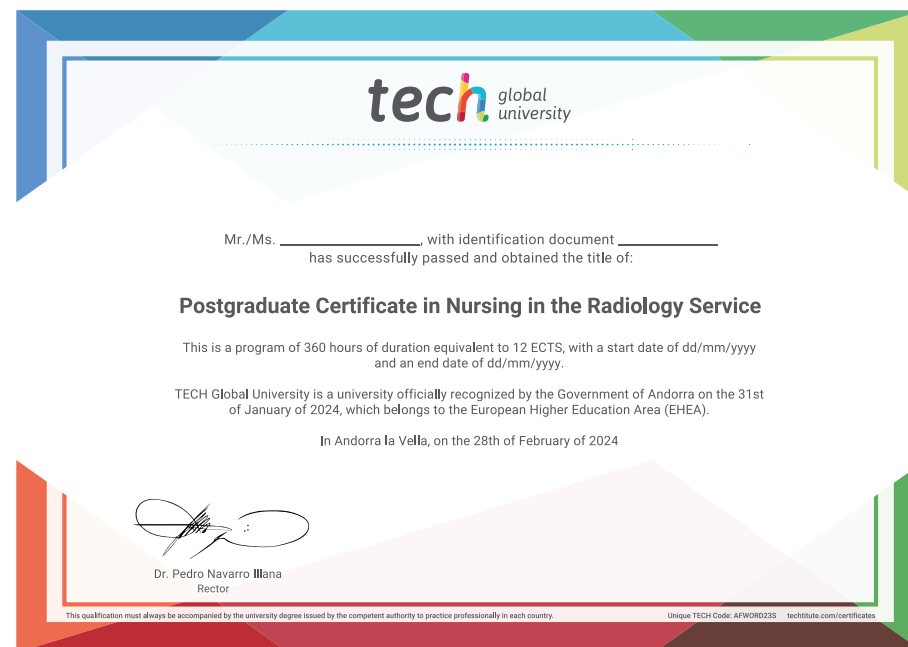 tech global university
Mr./Ms. ____________, with identification document ____________
has successfully passed and obtained the title of:
Postgraduate Certificate in Nursing in the Radiology Service
This is a program of 360 hours of duration equivalent to 12 ECTS, with a start date of dd/mm/yyyy
and an end date of dd/mm/yyyy.
TECH Global University is a university officially recognized by the Government of Andorra on the 31st
of January of 2024, which belongs to the European Higher Education Area (EHEA).
In Andorra la Vella, on the 28th of February of 2024
Dr. Pedro Navarro Illana
Rector
This qualification must always be accompanied by the university degree issued by the competent authority to practice professionally in each country.
Unique TECH Code: AFWORD23S techtitute.com/certificates